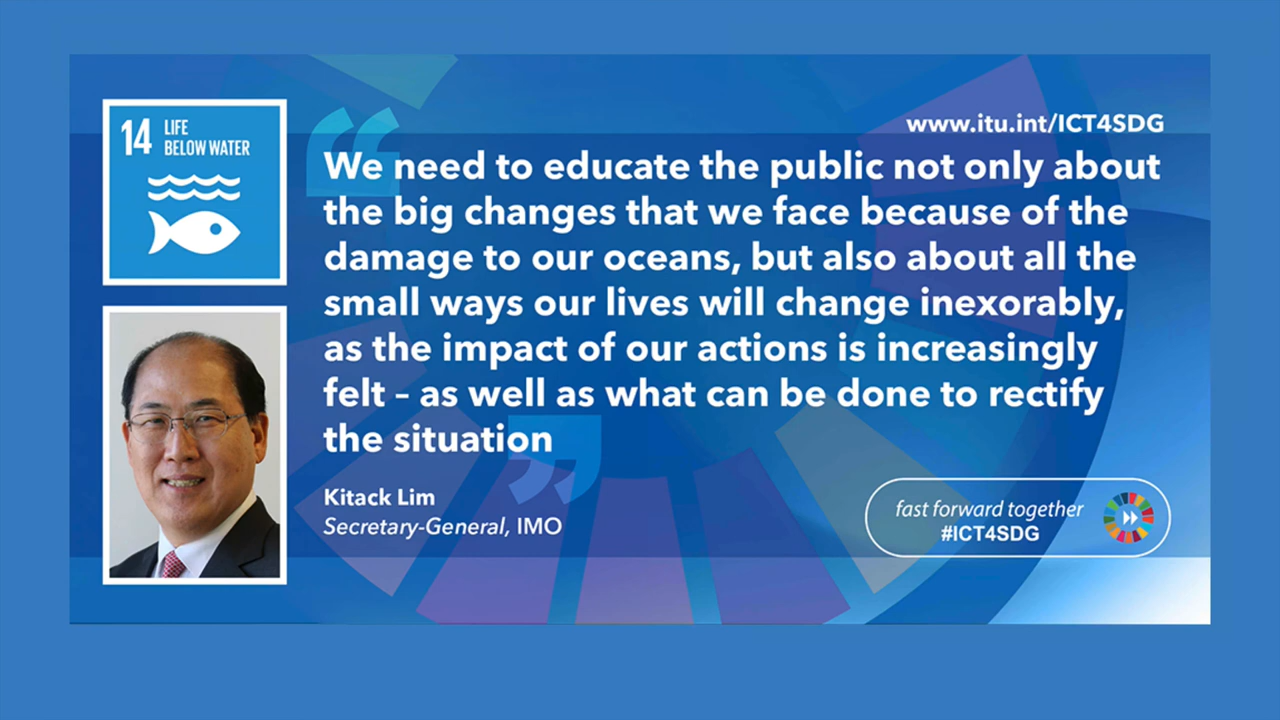 14 LIFE
BELOW WATER
www.itu.int/ICT4SDG
“
We need to educate the public not only about
the big changes that we face because of the
damage to our oceans, but also about all the
small ways our lives will change inexorably,
as the impact of our actions is increasingly
felt – as well as what can be done to rectify
the situation
”
Kitack Lim
Secretary-General, IMO
fast forward together
#ICT4SDG